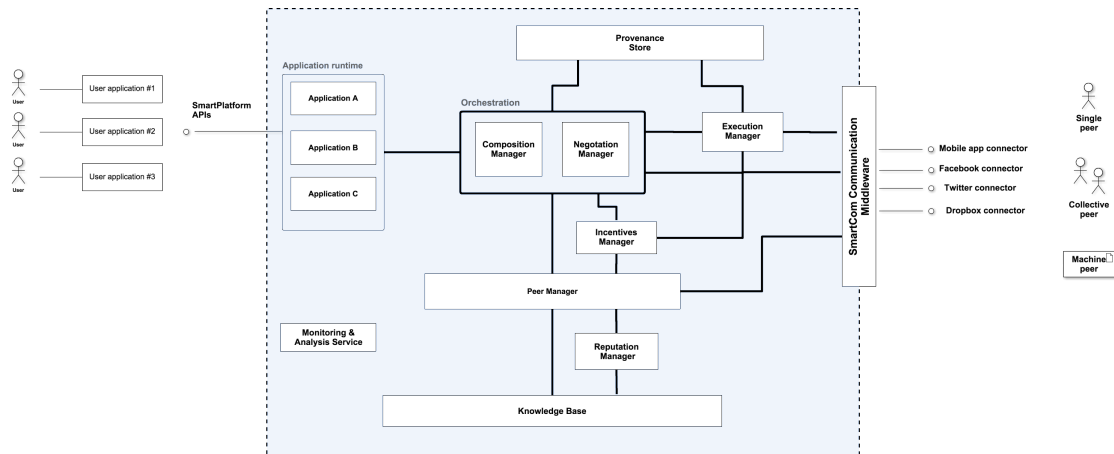 Provenance
Store
Application runtime
Application A
Application B
Application C
User
User application #1
User
User application #2
User
User application #3
SmartPlatform
APIs
Orchestration
Composition
Manager
Negotation
Manager
Execution
Manager
Incentives
Manager
Peer Manager
Monitoring &
Analysis Service
Reputation
Manager
Knowledge Base
SmartCom Communication
Middleware
Mobile app connector
Facebook connector
Twitter connector
Dropbox connector
Single
peer
Collective
peer
Machine
peer